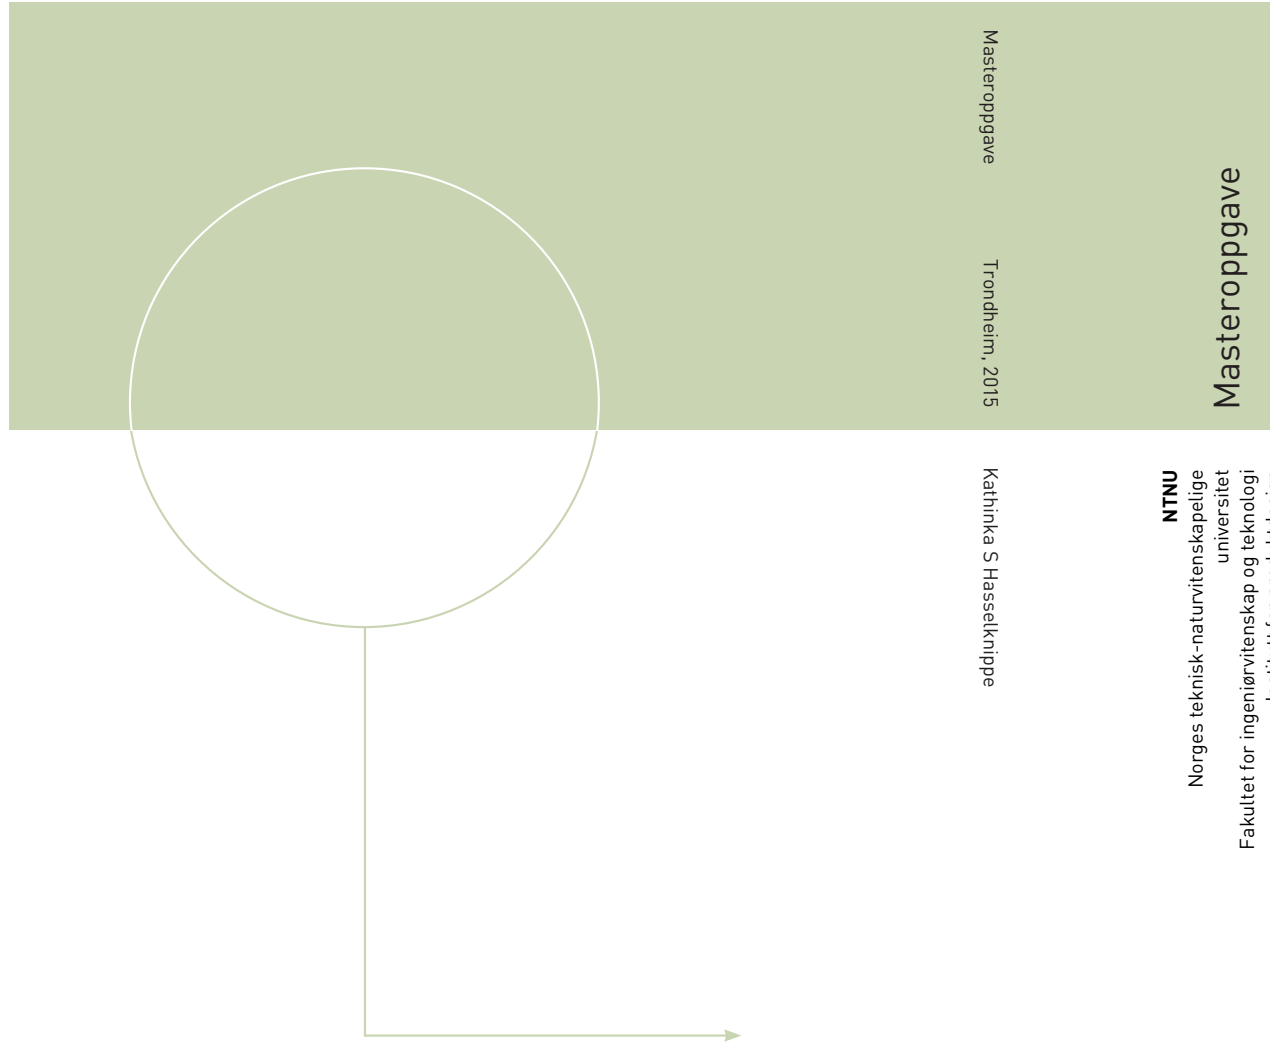 Masteroppgave
Trondheim, 2015
Kathinka S Hasselknippe
Masteroppgave
NTNU
Norges teknisk-naturvitenskapelige
universitet
Fakultet for ingeniørvitenskap og teknologi